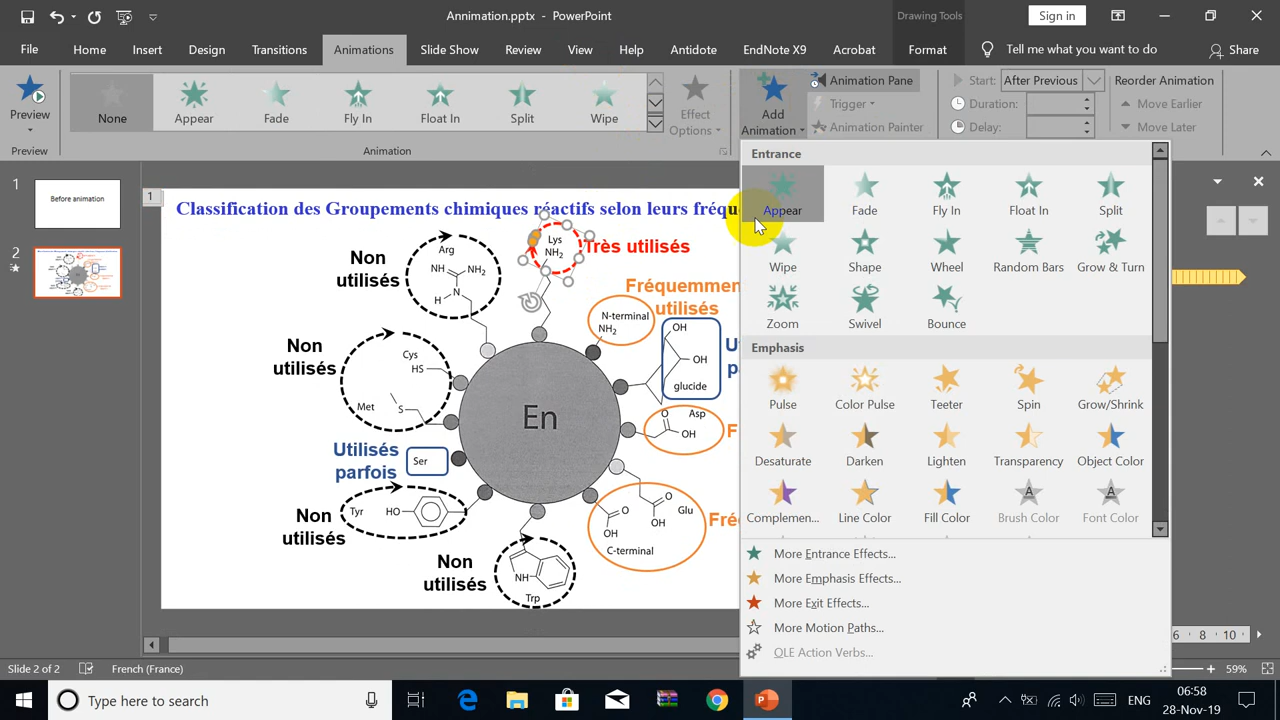 Annimation.pptx - PowerPoint
Drawing Tools
Sign in
File
Home
Insert
Design
Transitions
Animations
Slide Show
Review
View
Help
Antidote
EndNote X9
Acrobat
Format
Tell me what you want to do
Share
Preview
None
Appear
Fade
Fly In
Float In
Split
Wipe
Effect
Options
Add
Animation
Animation Pane
Trigger
Animation Painter
Start:
After Previous
Duration:
Delay:
Reorder Animation
Move Earlier
Move Later
Preview
Animation
Entrance
Appear
Fade
Fly In
Float In
Split
Wipe
Shape
Wheel
Random Bars
Grow & Turn
Zoom
Swivel
Bounce
Emphasis
Pulse
Color Pulse
Teeter
Spin
Grow/Shrink
Desaturate
Darken
Lighten
Transparency
Object Color
Complemen...
Line Color
Fill Color
Brush Color
Font Color
More Entrance Effects...
More Emphasis Effects...
More Exit Effects...
More Motion Paths...
OLE Action Verbs...
1
Before animation
2
1
Classification des Groupements chimiques réactifs selon leurs fréqu
Non
utilisés
Arg
NH
NH2
H
N
Lys
NH2
Très utilisés
Fréquemmen
utilisés
N-terminal
NH2
OH
OH
glucide
U
p
Non
utilisés
Cys
HS
Met
S
En
Asp
O
OH
F
Utilisés
parfois
Ser
Non
utilisés
Tyr
HO
O
Glu
OH
O
OH
C-terminal
Fré
Non
utilisés
NH
Trp
6 8 10
Slide 2 of 2
French (France)
59%
Type here to search
ENG
06:58
28-Nov-19